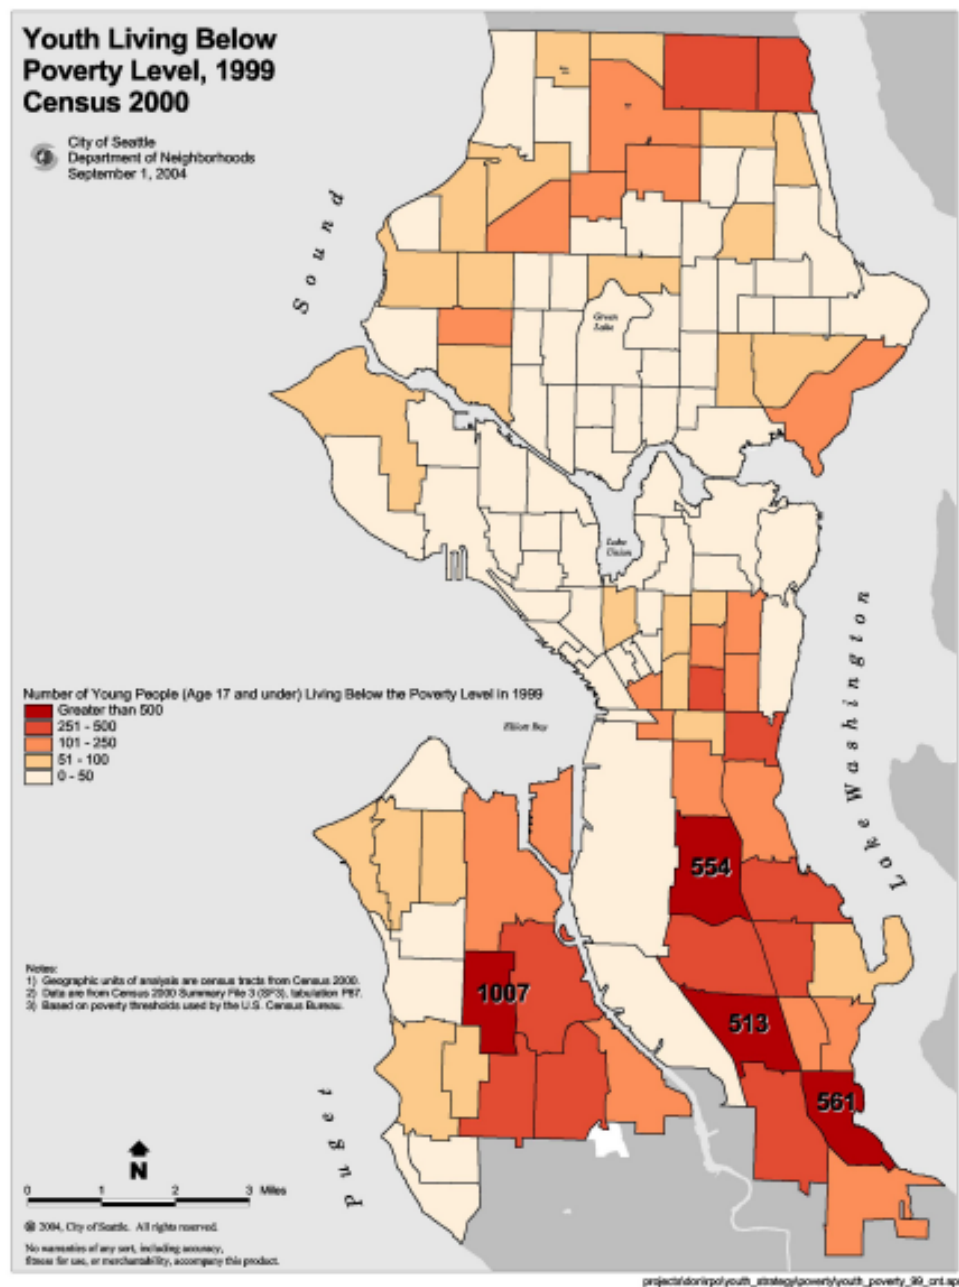 Youth Living Below
Poverty Level, 1999
Census 2000
City of Seattle
Department of Neighborhoods
September 1, 2004
Sound
Green
Lake
Lake
Union
Lake Washington
Number of Young People (Age 17 and under) Living Below the Poverty Level in 1999
Greater than 500
251 - 500
101 - 250
51 - 100
0 - 50
Elliott Bay
554
1007
513
561
Notes:
1) Geographic units of analysis are census tracts from Census 2000.
2) Data are from Census 2000 Summary File 3 (SF3), tabulation P87.
3) Based on poverty thresholds used by the U.S. Census Bureau.
Puget
N
0 1 2 3 Miles
© 2004, City of Seattle. All rights reserved.
No warranties of any sort, including accuracy,
fitness for use, or merchantability, accompany this product.